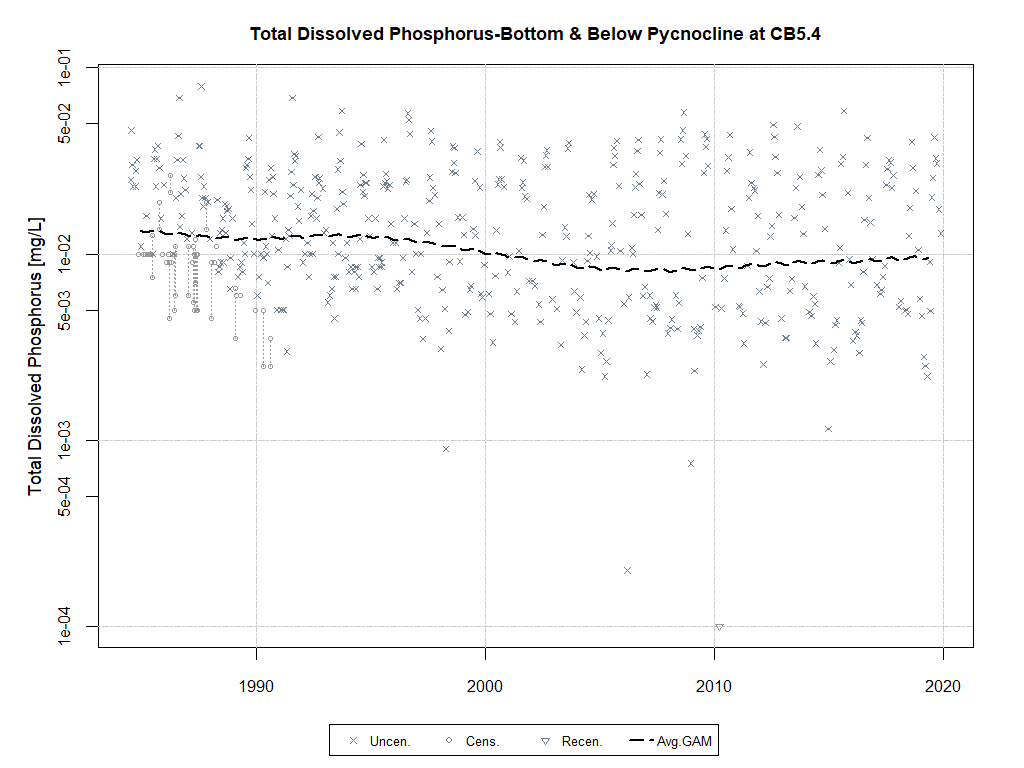 Total Dissolved Phosphorus-Bottom & Below Pycnocline at CB5.4
Total Dissolved Phosphorus [mg/L]
1e-01
5e-02
1e-02
5e-03
1e-03
5e-04
1e-04
1990 2000 2010 2020
Uncen. Cens. Recen. Avg.GAM